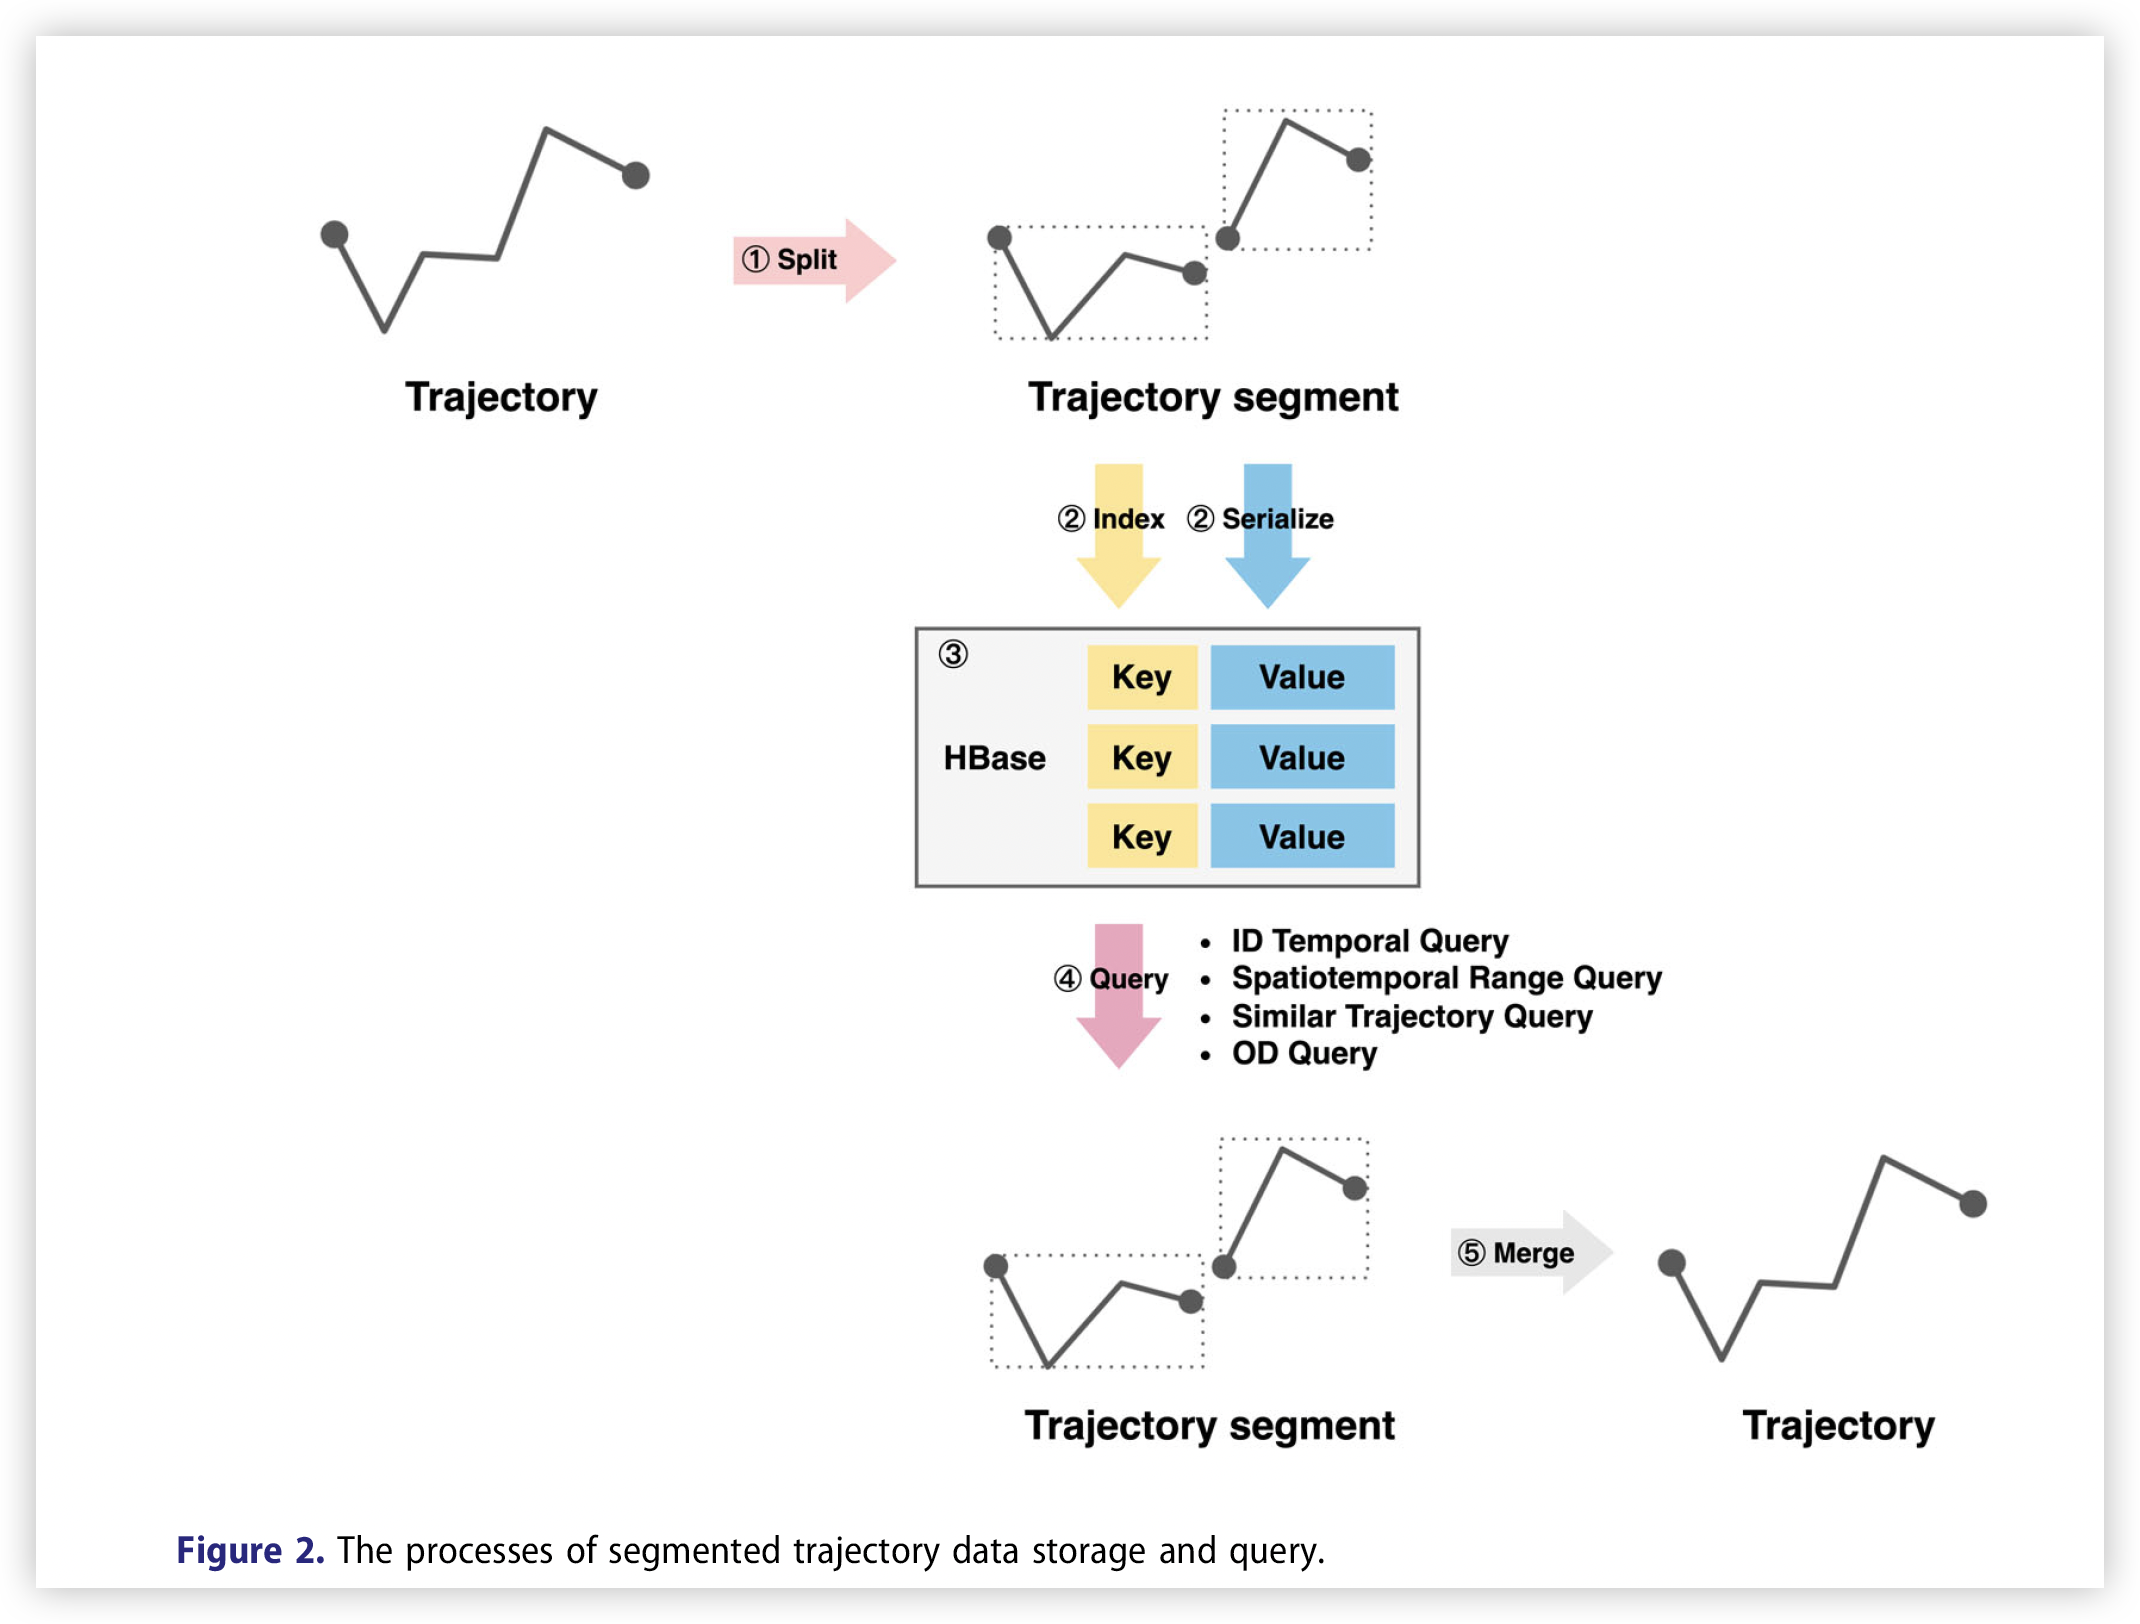 ① Split
Trajectory
Trajectory segment
② Index
② Serialize
③
HBase
Key
Value
Key
Value
Key
Value
④ Query
• ID Temporal Query
• Spatiotemporal Range Query
• Similar Trajectory Query
• OD Query
⑤ Merge
Trajectory segment
Trajectory
Figure 2. The processes of segmented trajectory data storage and query.